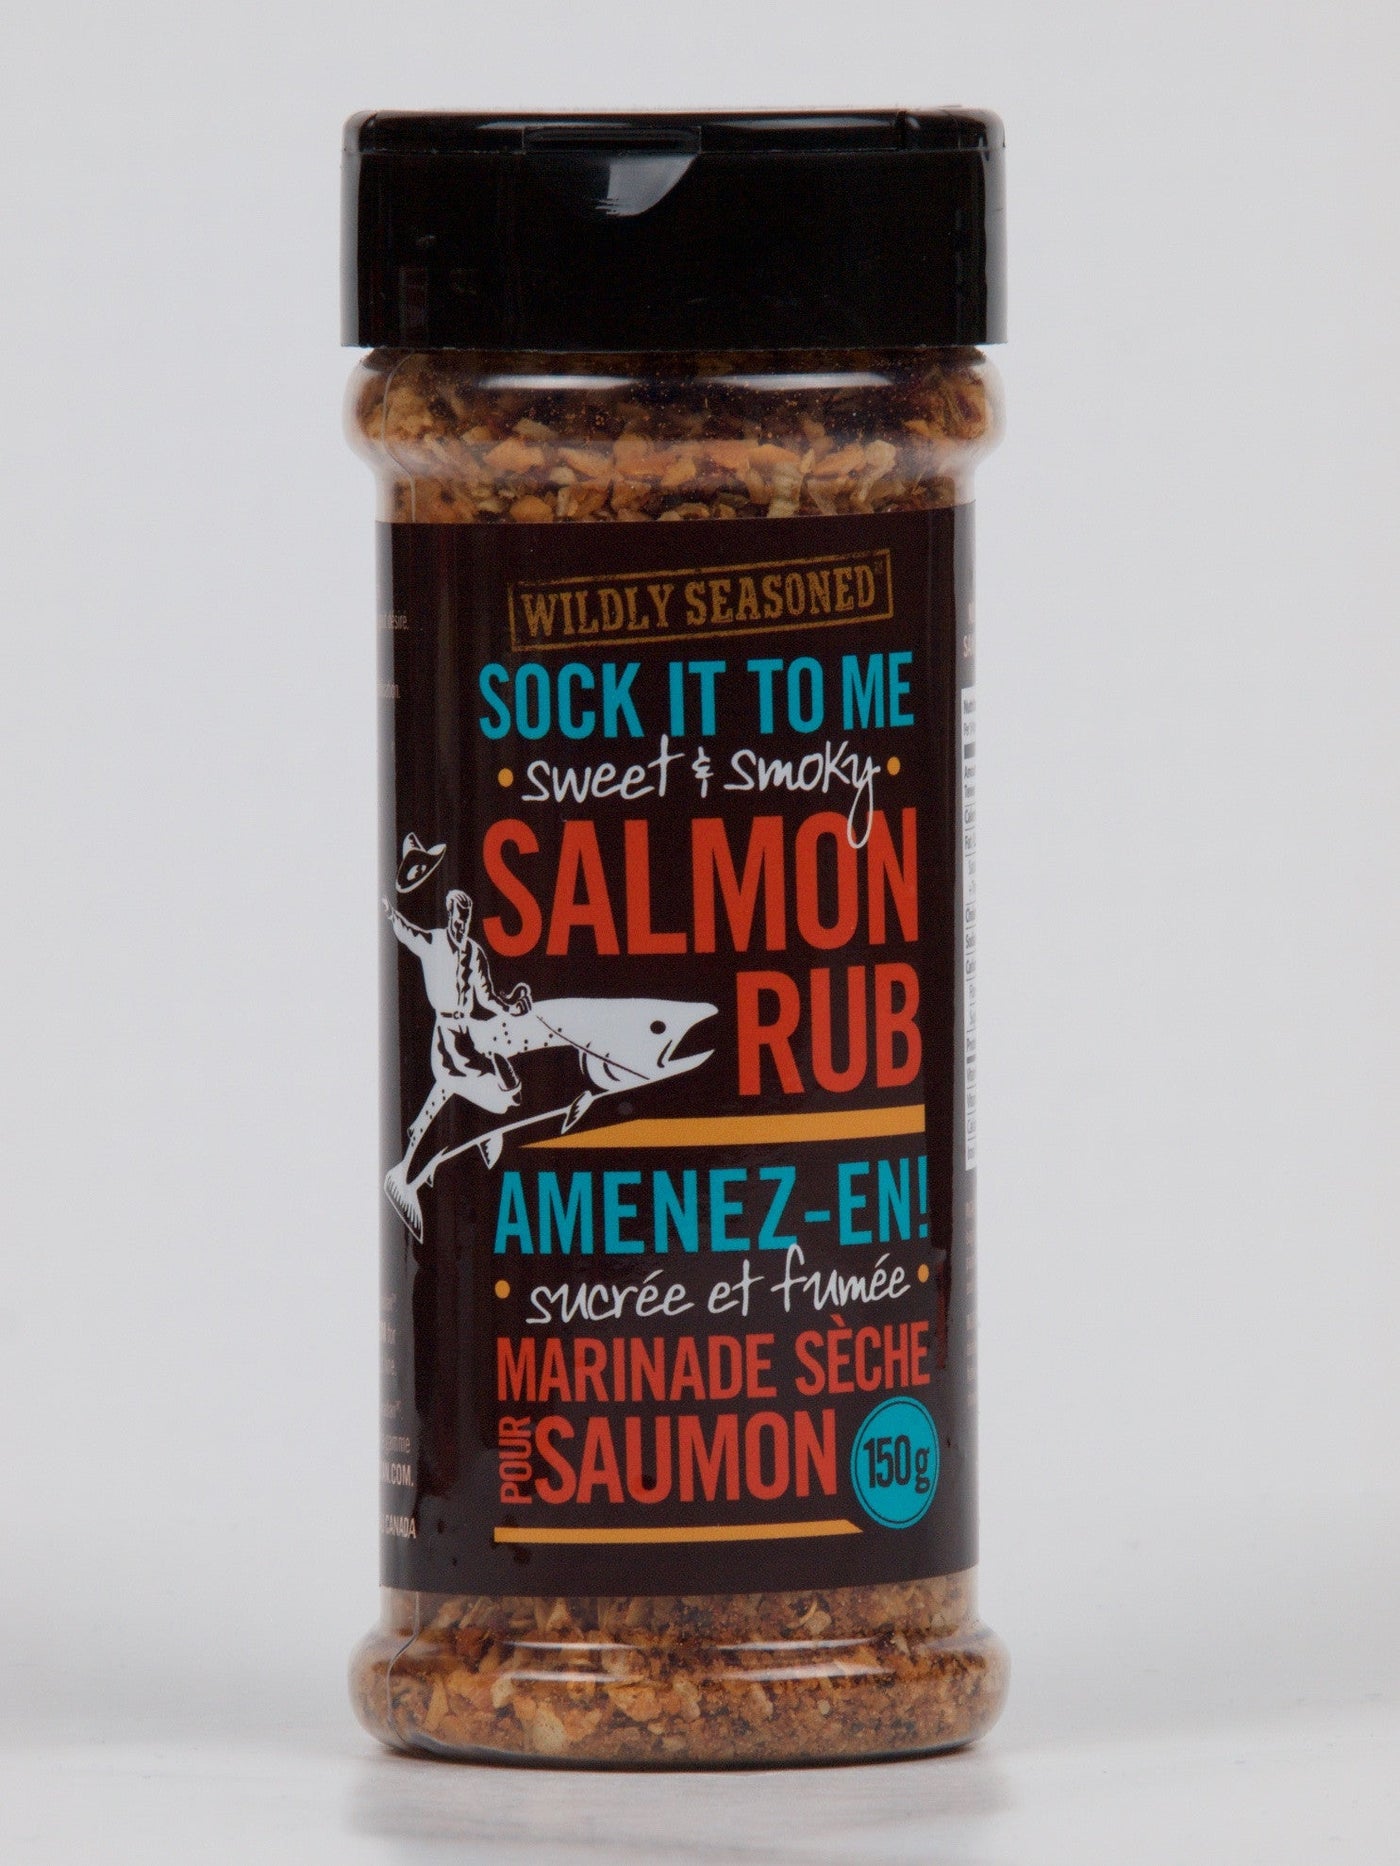 WILDLY SEASONED
SOCK IT TO ME
sweet & smoky
SALMON
RUB
AMENEZ-EN!
sucrée et fumée
MARINADE SÈCHE
POUR SAUMON
150g
CANADA